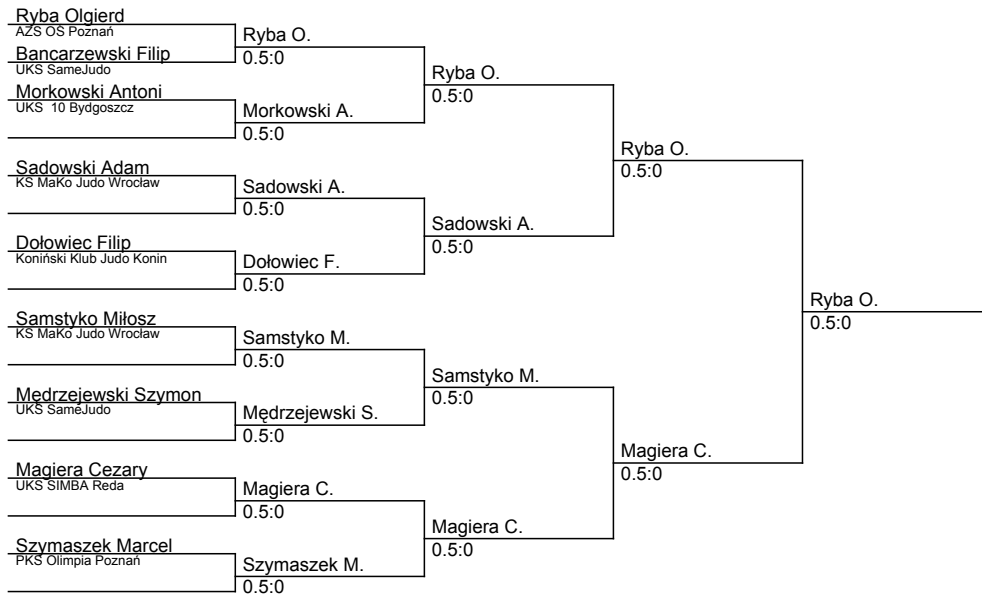 Ryba Olgierd
AZS OŚ Poznań
Bancarzewski Filip
UKS SameJudo
Morkowski Antoni
UKS  10 Bydgoszcz
Sadowski Adam
KS MaKo Judo Wrocław
Dołowiec Filip
Koniński Klub Judo Konin
Samstyko Miłosz
KS MaKo Judo Wrocław
Mędrzejewski Szymon
UKS SameJudo
Magiera Cezary
UKS SIMBA Reda
Szymaszek Marcel
PKS Olimpia Poznań
Ryba O.
0.5:0
Morkowski A.
0.5:0
Sadowski A.
0.5:0
Dołowiec F.
0.5:0
Samstyko M.
0.5:0
Mędrzejewski S.
0.5:0
Magiera C.
0.5:0
Szymaszek M.
0.5:0
Ryba O.
0.5:0
Sadowski A.
0.5:0
Samstyko M.
0.5:0
Magiera C.
0.5:0
Ryba O.
0.5:0
Magiera C.
0.5:0
Ryba O.
0.5:0